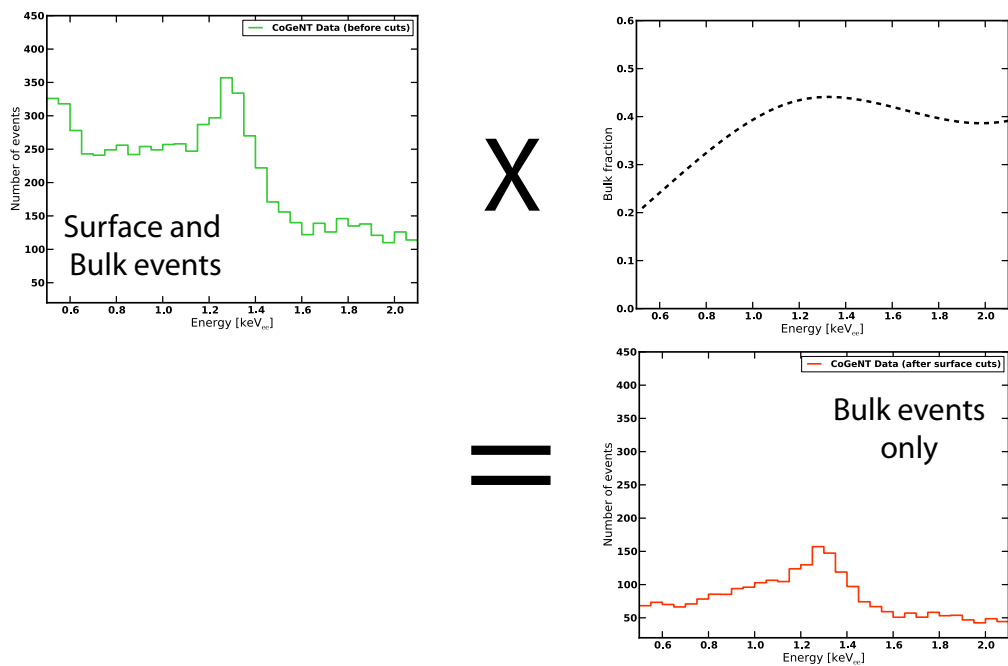 CoGeNT Data (before cuts)
450
400
350
300
250
200
150
100
50
Number of events
Surface and
Bulk events
0.6 0.8 1.0 1.2 1.4 1.6 1.8 2.0
Energy [keVee]
X
0.6
0.5
0.4
0.3
0.2
0.1
0.0
Bulk fraction
0.6 0.8 1.0 1.2 1.4 1.6 1.8 2.0
Energy [keVee]
=
CoGeNT Data (after surface cuts)
450
400
350
300
250
200
150
100
50
Number of events
Bulk events
only
0.6 0.8 1.0 1.2 1.4 1.6 1.8 2.0
Energy [keVee]